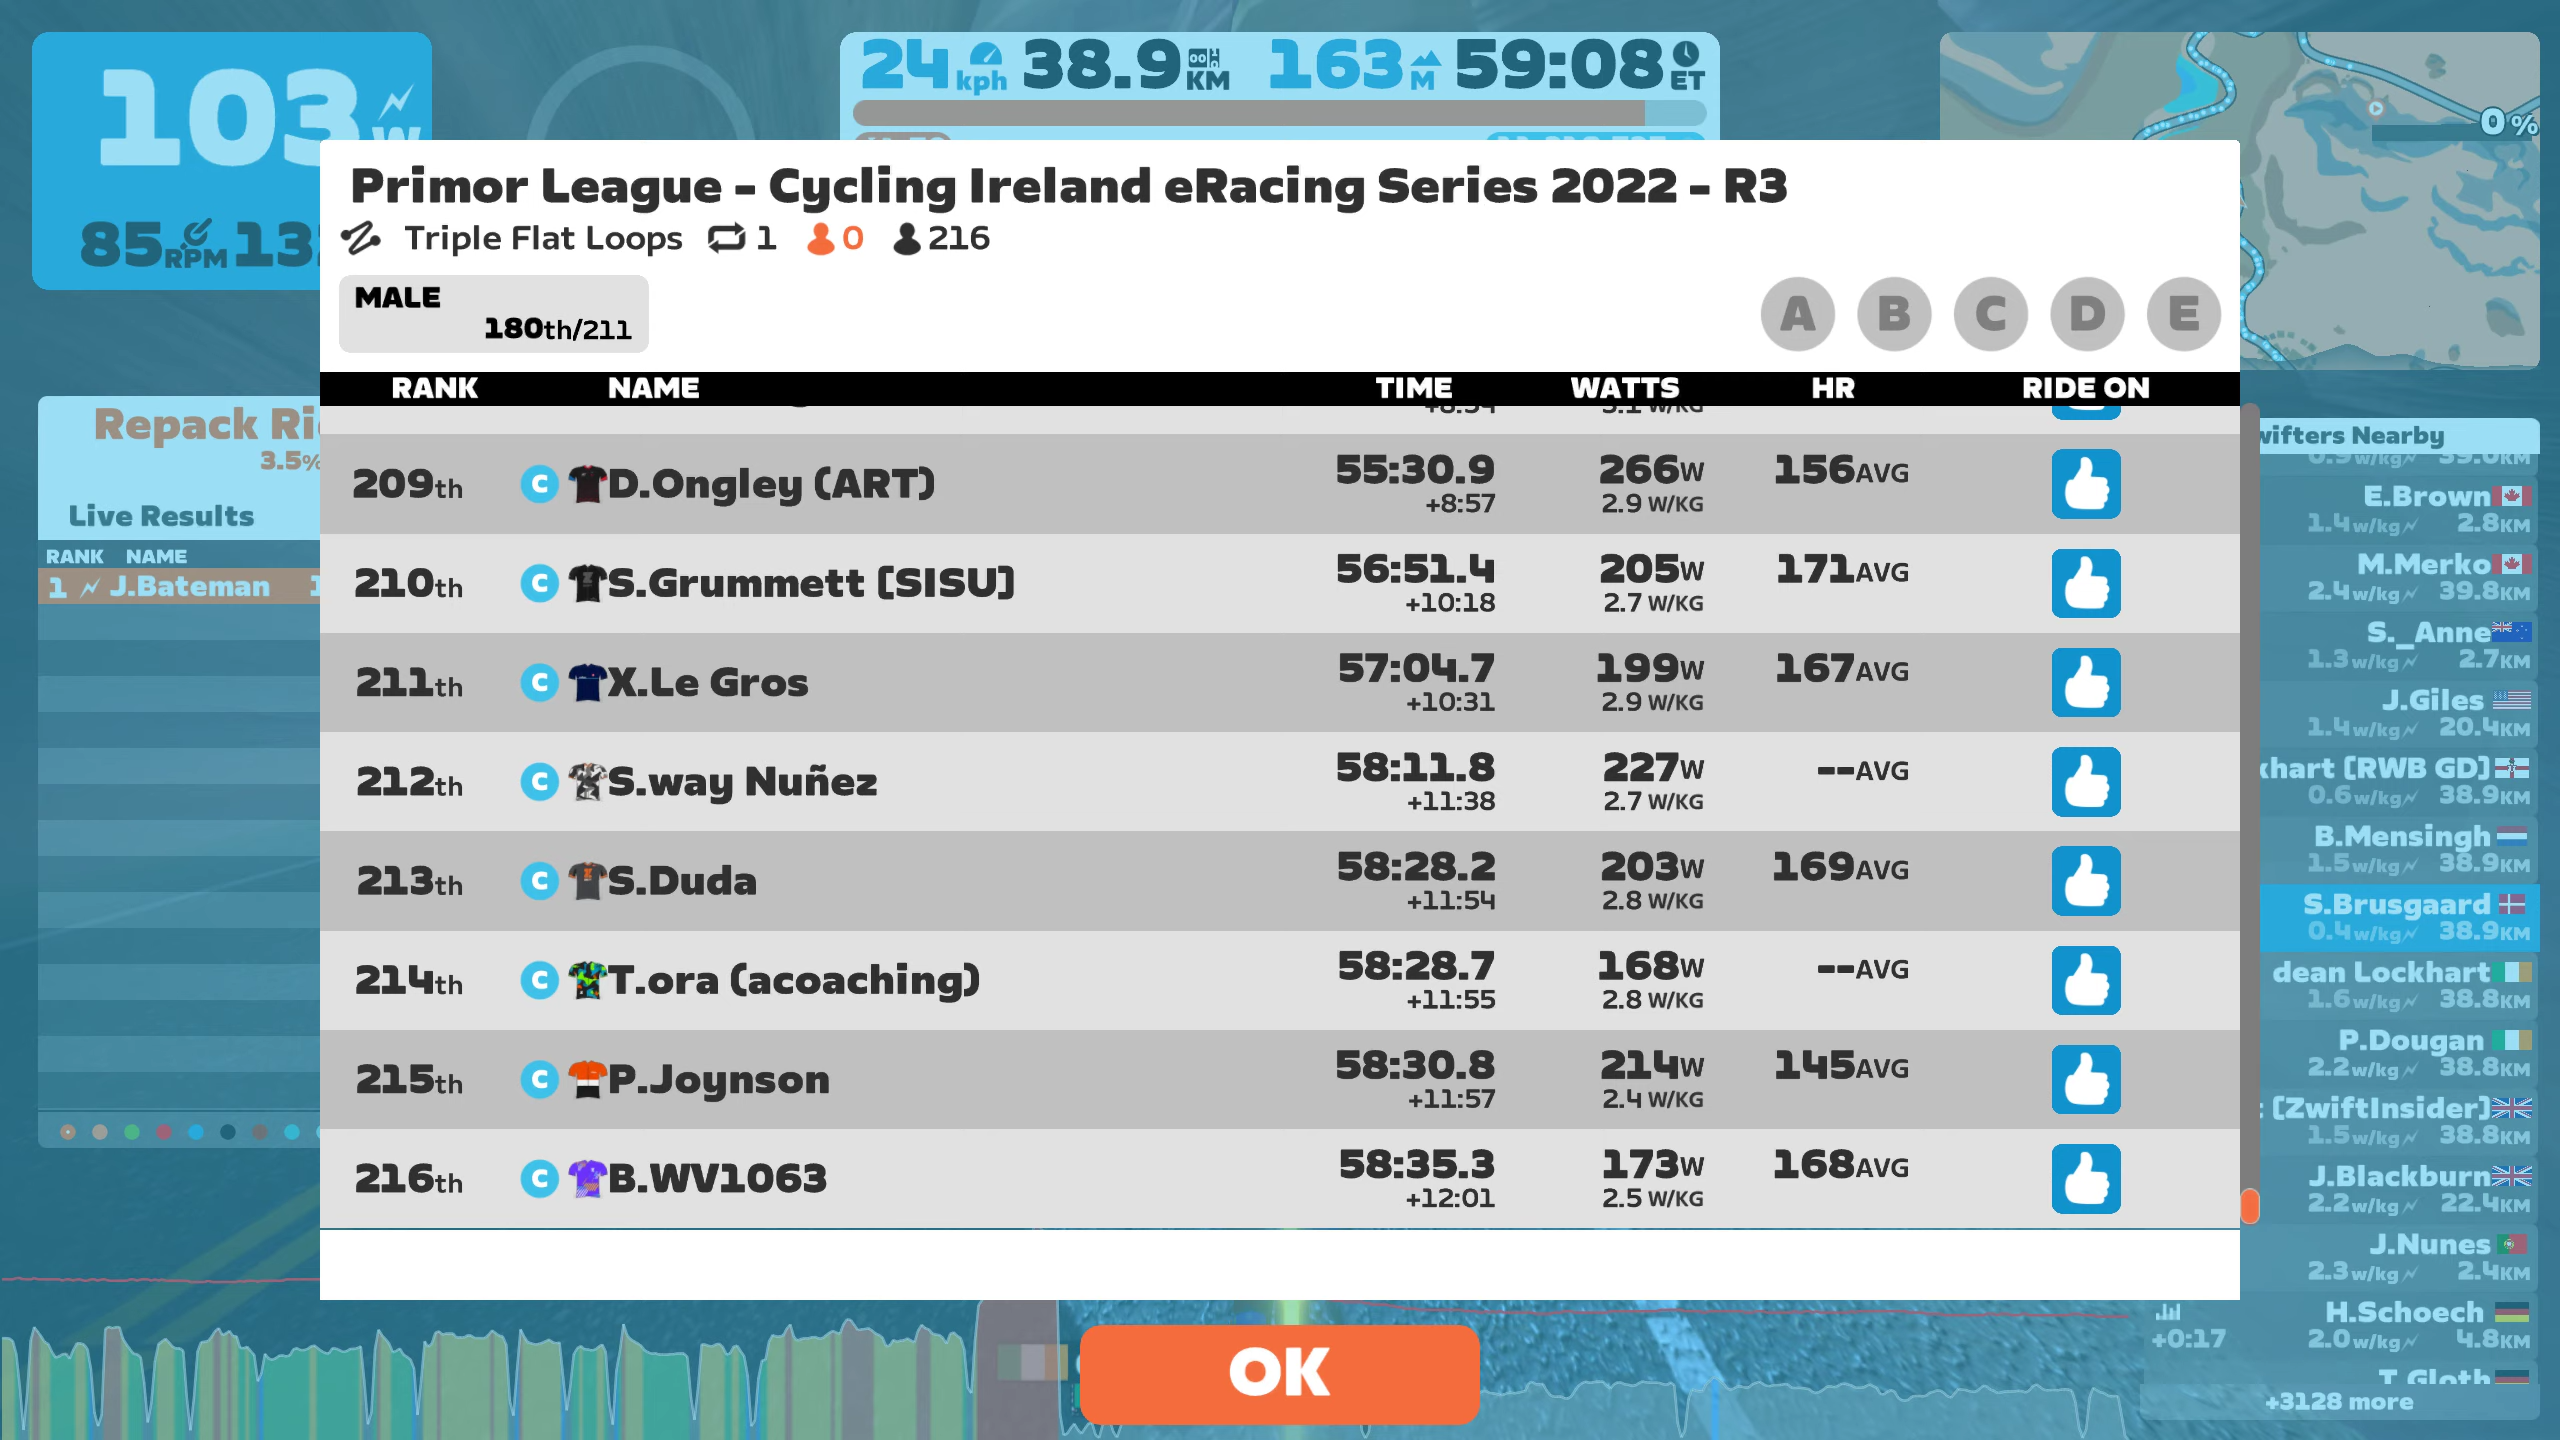 103 W
85 RPM
24 kph 38.9 KM 163 M 59:08 ET
0%
Primor League - Cycling Ireland eRacing Series 2022 - R3
Triple Flat Loops 1 0 216
MALE
180th/211
A B C D E
RANK NAME TIME WATTS HR RIDE ON
209th C D.Ongley (ART) 55:30.9 266W 156AVG
+8:57 2.9 W/KG
210th C S.Grummett [SISU] 56:51.4 205W 171AVG
+10:18 2.7 W/KG
211th C X.Le Gros 57:04.7 199W 167AVG
+10:31 2.9 W/KG
212th C S.way Nuñez 58:11.8 227W --AVG
+11:38 2.7 W/KG
213th C S.Duda 58:28.2 203W 169AVG
+11:54 2.8 W/KG
214th C T.ora (acoaching) 58:28.7 168W --AVG
+11:55 2.8 W/KG
215th C P.Joynson 58:30.8 214W 145AVG
+11:57 2.4 W/KG
216th C B.WV1063 58:35.3 173W 168AVG
+12:01 2.5 W/KG
OK
Repack
3.5%
Live Results
RANK NAME
1 J.Bateman
Nearby
0.9w/kg 39.0KM
E.Brown
1.4w/kg 2.8KM
M.Merko
2.4w/kg 39.8KM
S._Anne
1.3w/kg 2.7KM
J.Giles
1.4w/kg 20.4KM
khart [RWB GD]
0.6w/kg 38.9KM
B.Mensingh
1.5w/kg 38.9KM
S.Brusgaard
0.4w/kg 38.9KM
dean Lockhart
1.6w/kg 38.8KM
P.Dougan
2.2w/kg 38.8KM
[ZwiftInsider]
1.5w/kg 38.8KM
J.Blackburn
2.2w/kg 22.4KM
J.Nunes
2.3w/kg 2.4KM
H.Schoech
+0:17 2.0w/kg 4.8KM
T.Gloth
+3128 more